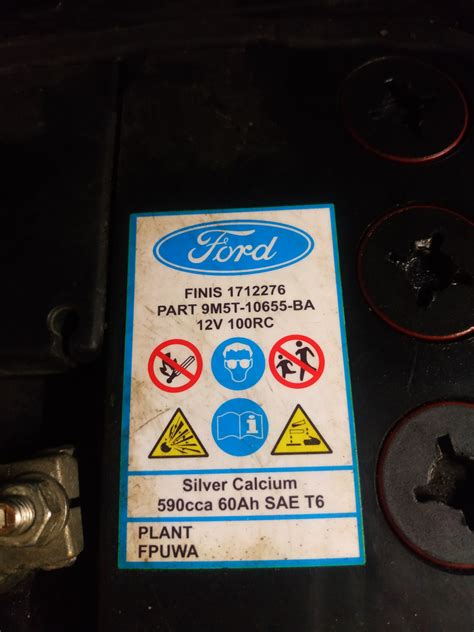 Ford
FINIS 1712276
PART 9M5T-10655-BA
12V 100RC
i
Silver Calcium
590cca 60Ah SAE T6
PLANT
FPUWA